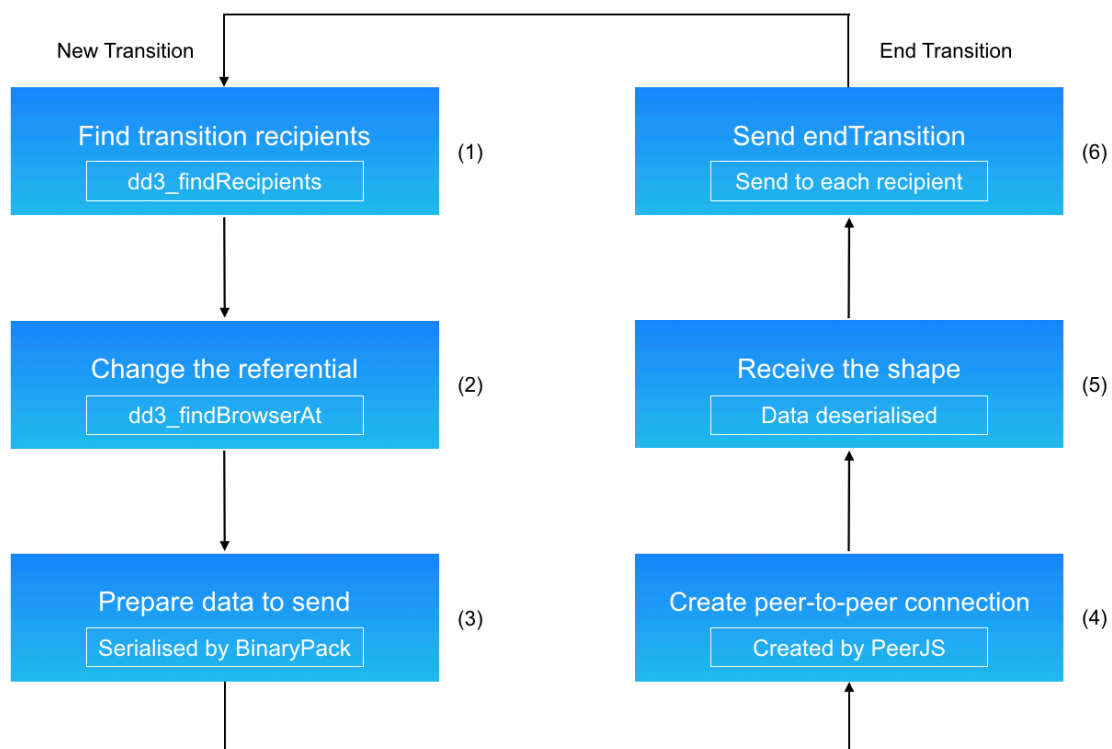 New Transition
End Transition
Find transition recipients
dd3_findRecipients
(1)
Send endTransition
Send to each recipient
(6)
Change the referential
dd3_findBrowserAt
(2)
Receive the shape
Data deserialised
(5)
Prepare data to send
Serialised by BinaryPack
(3)
Create peer-to-peer connection
Created by PeerJS
(4)